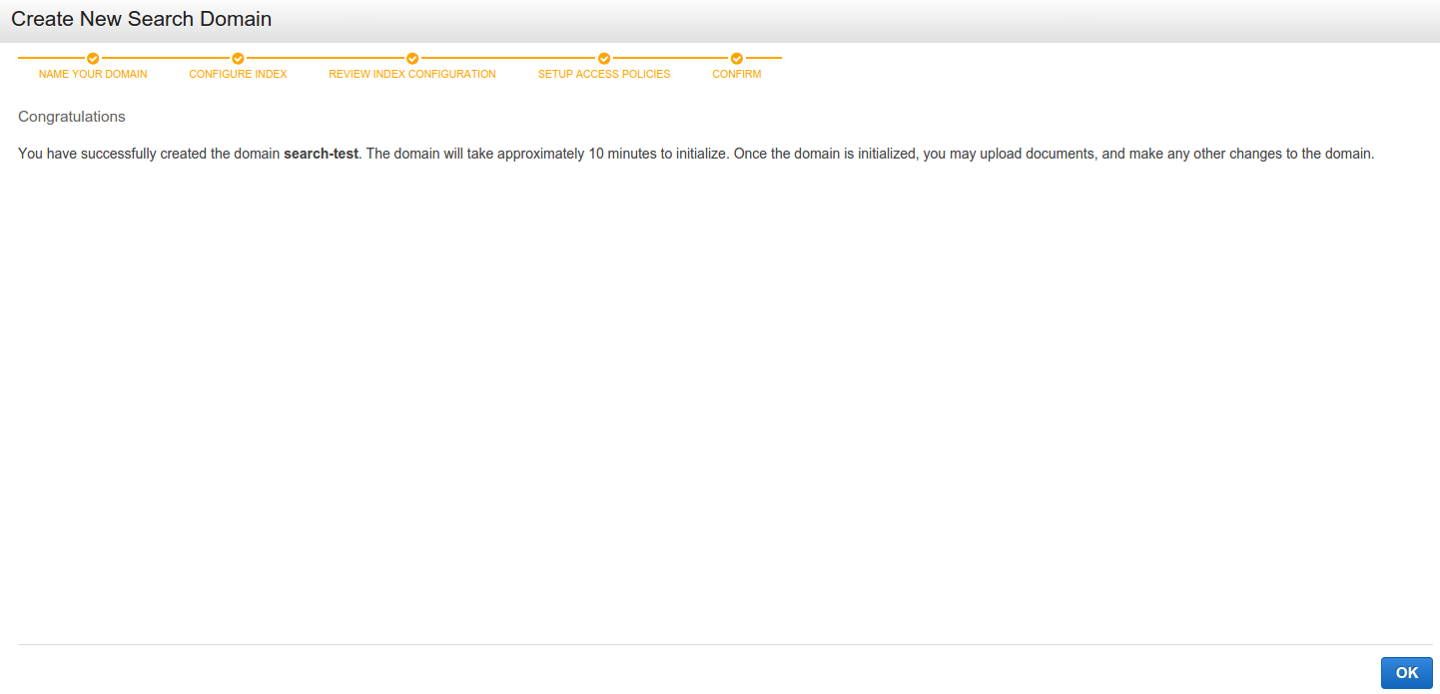 Create New Search Domain
NAME YOUR DOMAIN CONFIGURE INDEX REVIEW INDEX CONFIGURATION SETUP ACCESS POLICIES CONFIRM
Congratulations
You have successfully created the domain search-test. The domain will take approximately 10 minutes to initialize. Once the domain is initialized, you may upload documents, and make any other changes to the domain.
OK